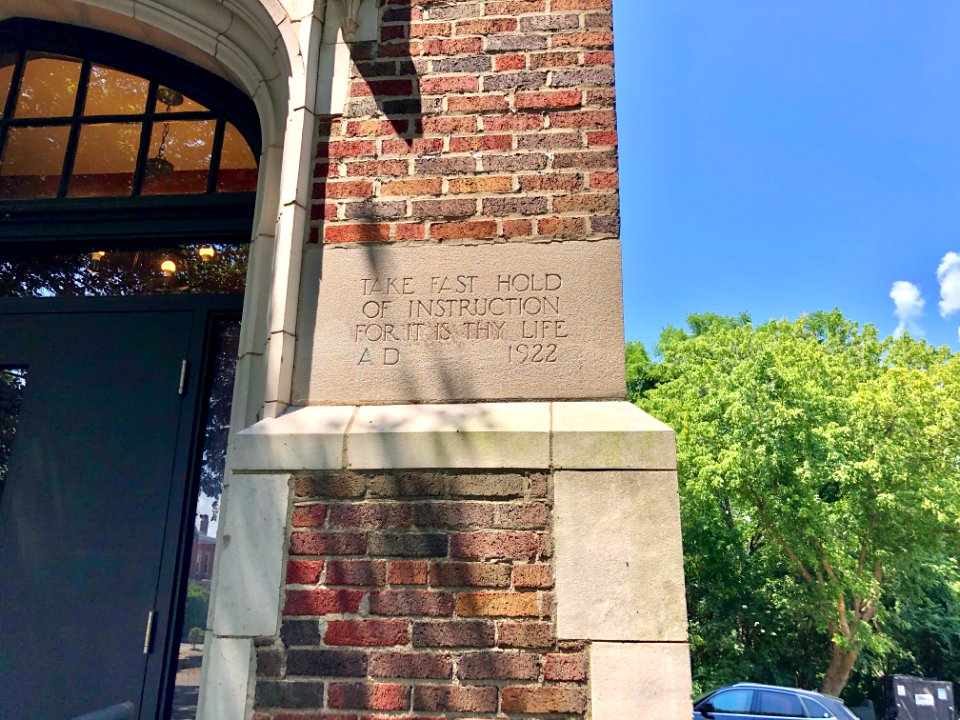 TAKE FAST HOLD
OF INSTRUCTION
FOR IT IS THY LIFE
A D 1922